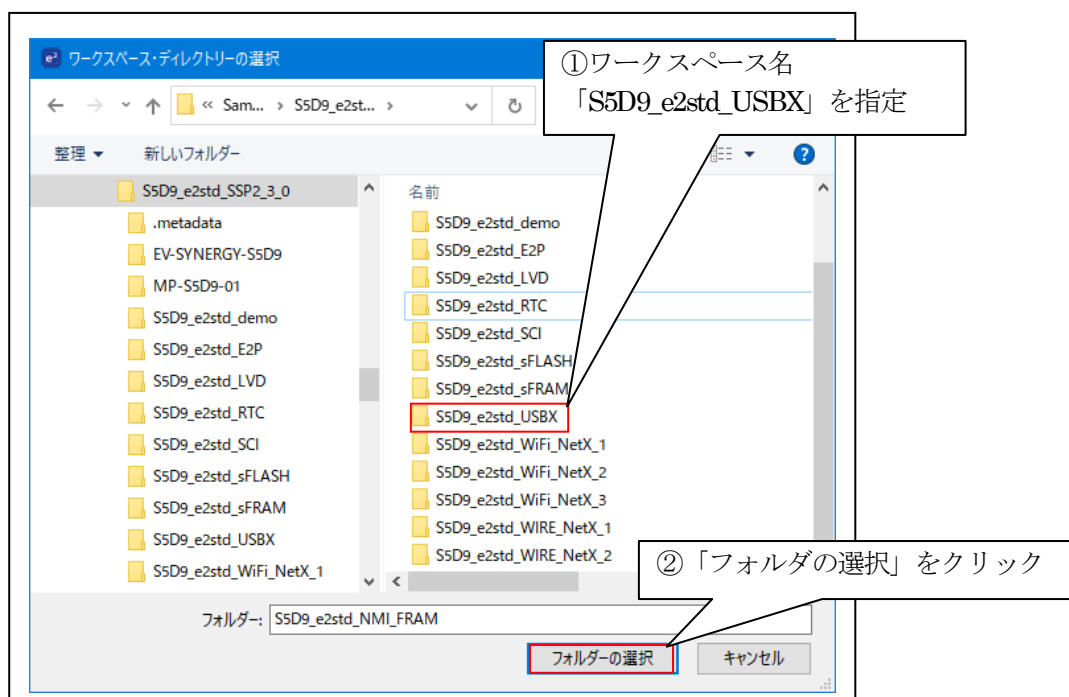 ワークスペース・ディレクトリーの選択
①ワークスペース名
「S5D9_e2std_USBX」を指定
« Sam... › S5D9_e2st... ›
整理 ▼ 新しいフォルダー
S5D9_e2std_SSP2_3_0
.metadata
EV-SYNERGY-S5D9
MP-S5D9-01
S5D9_e2std_demo
S5D9_e2std_E2P
S5D9_e2std_LVD
S5D9_e2std_RTC
S5D9_e2std_SCI
S5D9_e2std_sFLASH
S5D9_e2std_sFRAM
S5D9_e2std_USBX
S5D9_e2std_WiFi_NetX_1
名前
S5D9_e2std_demo
S5D9_e2std_E2P
S5D9_e2std_LVD
S5D9_e2std_RTC
S5D9_e2std_SCI
S5D9_e2std_sFLASH
S5D9_e2std_sFRAM
S5D9_e2std_USBX
S5D9_e2std_WiFi_NetX_1
S5D9_e2std_WiFi_NetX_2
S5D9_e2std_WiFi_NetX_3
S5D9_e2std_WIRE_NetX_1
S5D9_e2std_WIRE_NetX_2
②「フォルダの選択」をクリック
フォルダー: S5D9_e2std_NMI_FRAM
フォルダーの選択 キャンセル